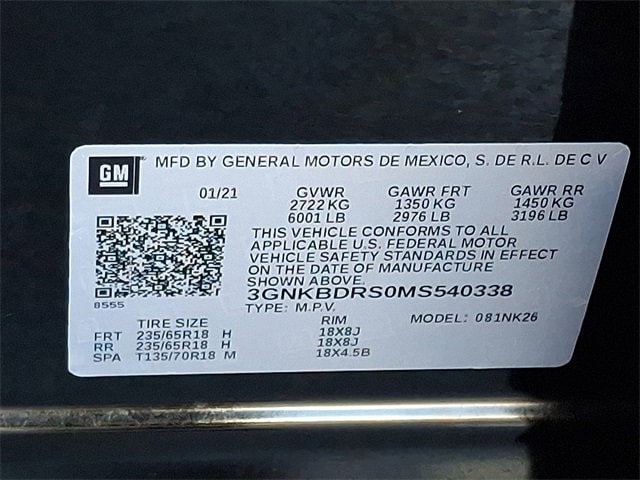 GM
MFD BY GENERAL MOTORS DE MEXICO, S. DE R.L. DE C V
01/21 GVWR GAWR FRT GAWR RR
2722 KG 1350 KG 1450 KG
6001 LB 2976 LB 3196 LB
THIS VEHICLE CONFORMS TO ALL
APPLICABLE U.S. FEDERAL MOTOR
VEHICLE SAFETY STANDARDS IN EFFECT
ON THE DATE OF MANUFACTURE
SHOWN ABOVE.
8555
3GNKBDRS0MS540338
TYPE: M.P.V. MODEL: 081NK26
TIRE SIZE RIM
FRT 235/65R18 H 18X8J
RR 235/65R18 H 18X8J
SPA T135/70R18 M 18X4.5B